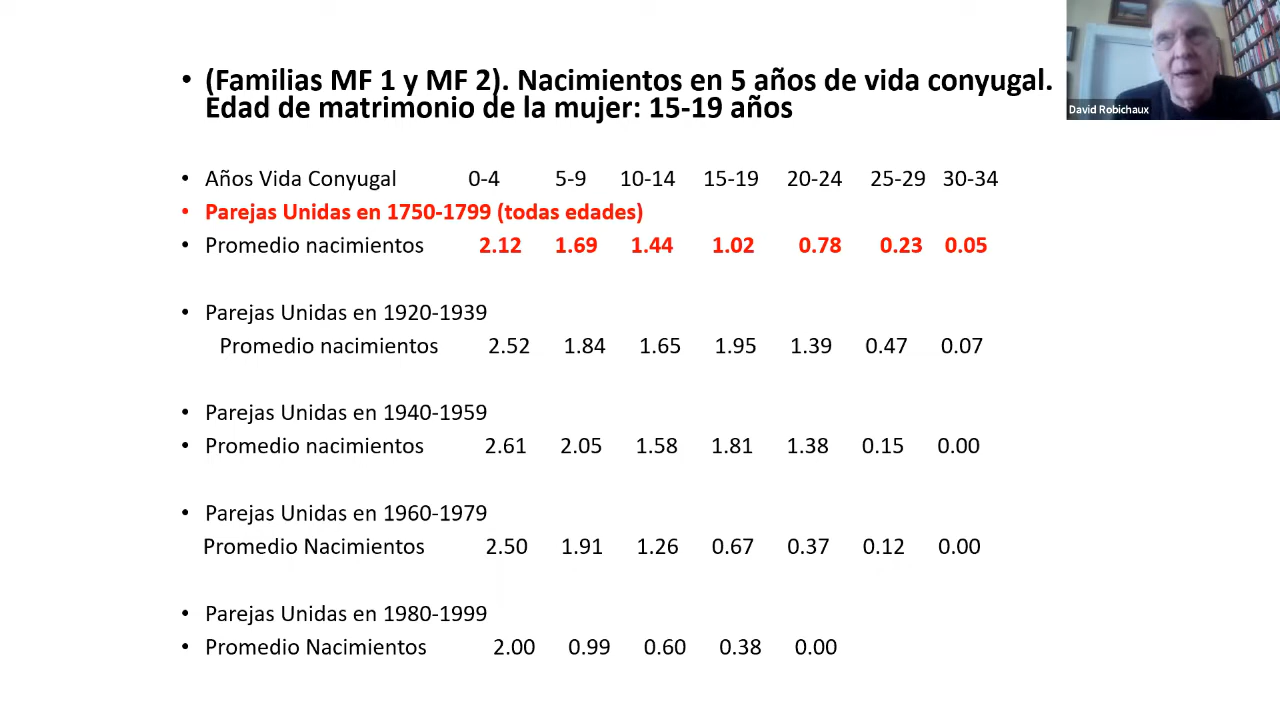 • (Familias MF 1 y MF 2). Nacimientos en 5 años de vida conyugal.
Edad de matrimonio de la mujer: 15-19 años
David Robichaux
• Años Vida Conyugal 0-4 5-9 10-14 15-19 20-24 25-29 30-34
• Parejas Unidas en 1750-1799 (todas edades)
• Promedio nacimientos 2.12 1.69 1.44 1.02 0.78 0.23 0.05
• Parejas Unidas en 1920-1939
Promedio nacimientos 2.52 1.84 1.65 1.95 1.39 0.47 0.07
• Parejas Unidas en 1940-1959
• Promedio nacimientos 2.61 2.05 1.58 1.81 1.38 0.15 0.00
• Parejas Unidas en 1960-1979
Promedio Nacimientos 2.50 1.91 1.26 0.67 0.37 0.12 0.00
• Parejas Unidas en 1980-1999
• Promedio Nacimientos 2.00 0.99 0.60 0.38 0.00